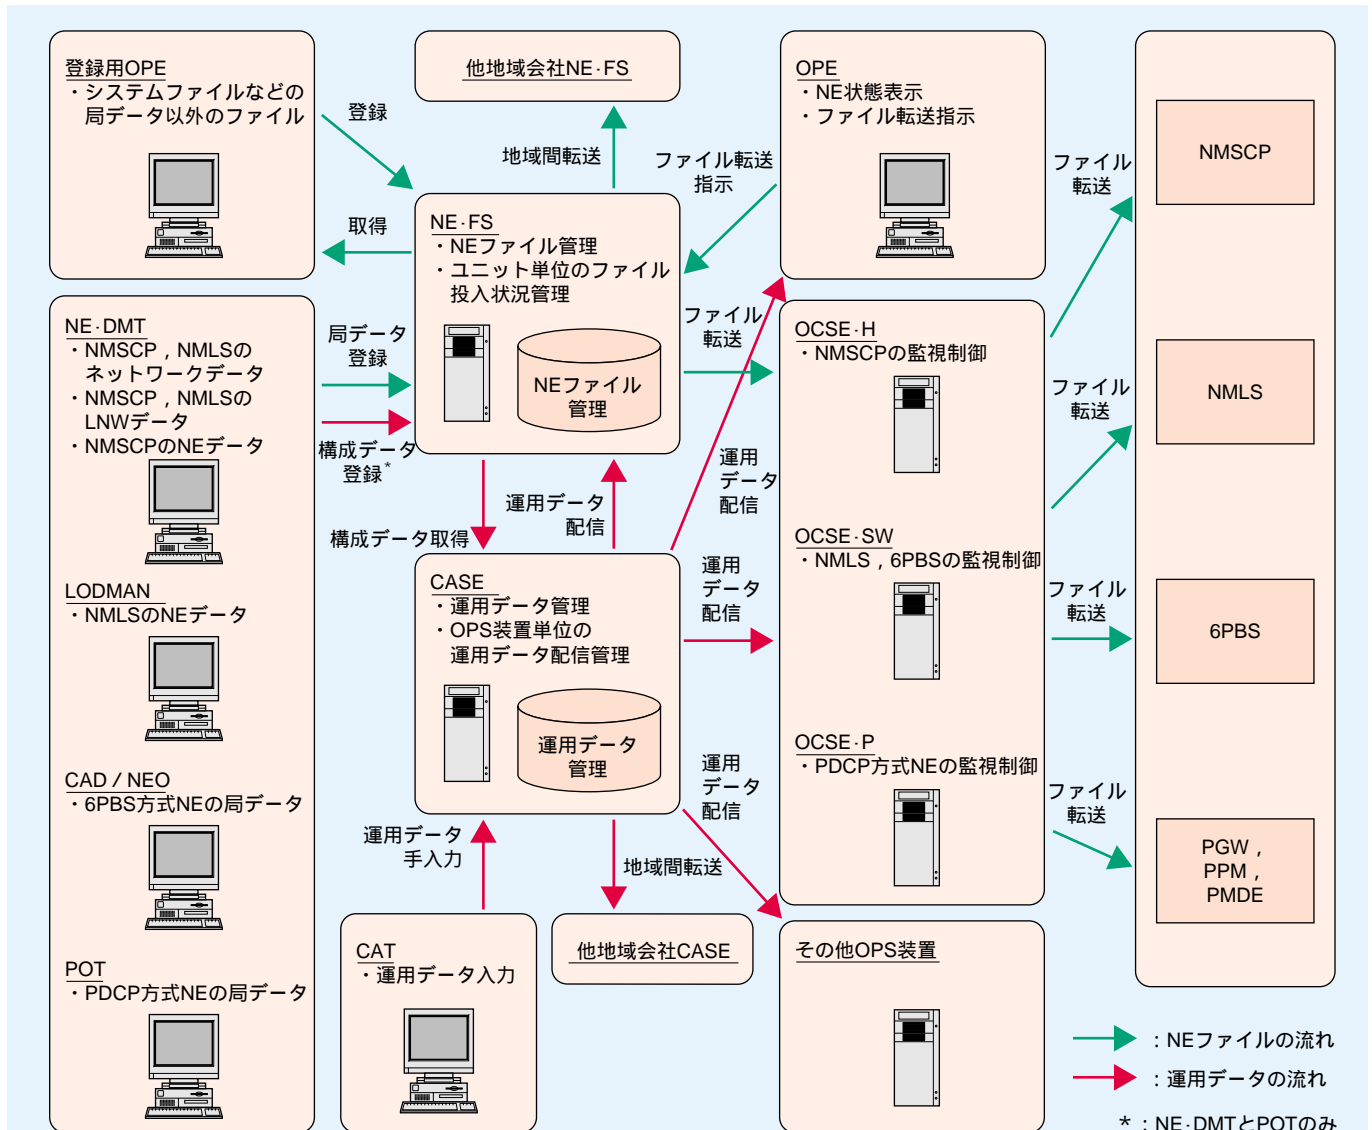 登録用OPE
・システムファイルなどの
局データ以外のファイル
登録
取得
他地域会社NE·FS
地域間転送
ファイル転送
指示
OPE
・NE状態表示
・ファイル転送指示
NE·FS
・NEファイル管理
・ユニット単位のファイル
投入状況管理
NEファイル
管理
NE·DMT
・NMSCP，NMLSの
ネットワークデータ
・NMSCP，NMLSの
LNWデータ
・NMSCPのNEデータ
局データ
登録
構成データ
登録*
LODMAN
・NMLSのNEデータ
CAD／NEO
・6PBS方式NEの局データ
POT
・PDCP方式NEの局データ
構成データ取得
運用データ
配信
CASE
・運用データ管理
・OPS装置単位の
運用データ配信管理
運用データ
管理
運用データ
手入力
地域間転送
CAT
・運用データ入力
他地域会社CASE
ファイル
転送
運用
データ
配信
運用
データ
配信
運用
データ
配信
OCSE·H
・NMSCPの監視制御
OCSE·SW
・NMLS，6PBSの監視制御
OCSE·P
・PDCP方式NEの監視制御
その他OPS装置
ファイル
転送
ファイル
転送
ファイル
転送
ファイル
転送
NMSCP
NMLS
6PBS
PGW，
PPM，
PMDE
：NEファイルの流れ
：運用データの流れ
*：NE·DMTとPOTのみ